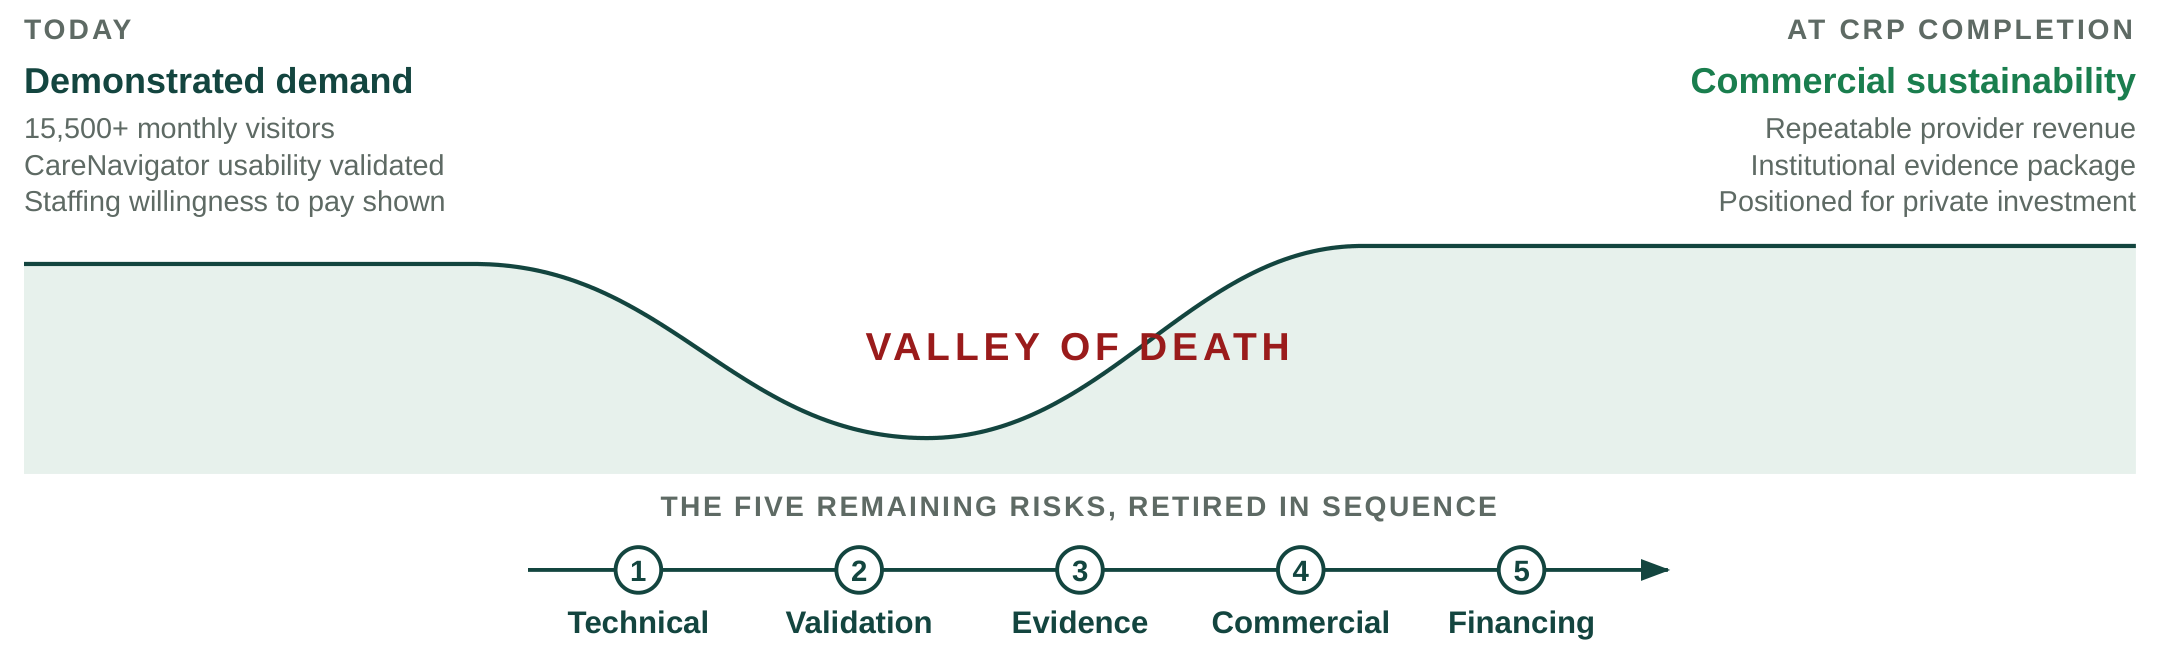 TODAY
Demonstrated demand
15,500+ monthly visitors
CareNavigator usability validated
Staffing willingness to pay shown
AT CRP COMPLETION
Commercial sustainability
Repeatable provider revenue
Institutional evidence package
Positioned for private investment
VALLEY OF DEATH
THE FIVE REMAINING RISKS, RETIRED IN SEQUENCE
1 2 3 4 5
Technical Validation Evidence Commercial Financing